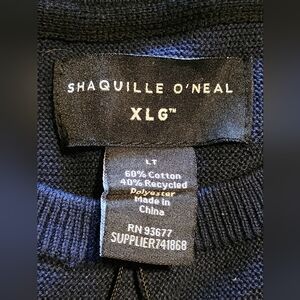 SHAQUILLE O'NEAL
XLG™
LT
60% Cotton
40% Recycled
Polyester
Made in
China
RN 93677
SUPPLIER741868